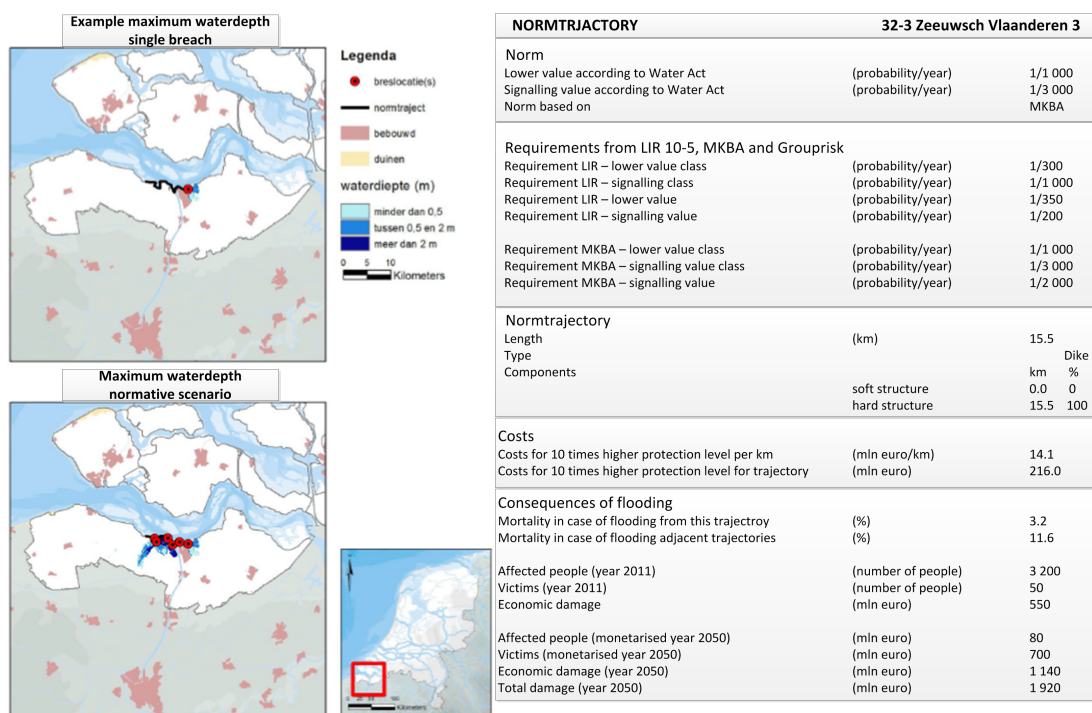 Example maximum waterdepth
single breach
Legenda
breslocatie(s)
normtraject
bebouwd
duinen
waterdiepte (m)
minder dan 0,5
tussen 0,5 en 2 m
meer dan 2 m
0 5 10
Kilometers
Maximum waterdepth
normative scenario
Kilometers
NORMTRJACTORY 32-3 Zeeuwsch Vlaanderen 3
Norm
Lower value according to Water Act (probability/year) 1/1 000
Signalling value according to Water Act (probability/year) 1/3 000
Norm based on MKBA
Requirements from LIR 10-5, MKBA and Grouprisk
Requirement LIR – lower value class (probability/year) 1/300
Requirement LIR – signalling class (probability/year) 1/1 000
Requirement LIR – lower value (probability/year) 1/350
Requirement LIR – signalling value (probability/year) 1/200
Requirement MKBA – lower value class (probability/year) 1/1 000
Requirement MKBA – signalling value class (probability/year) 1/3 000
Requirement MKBA – signalling value (probability/year) 1/2 000
Normtrajectory
Length (km) 15.5
Type Dike
Components km %
soft structure 0.0 0
hard structure 15.5 100
Costs
Costs for 10 times higher protection level per km (mln euro/km) 14.1
Costs for 10 times higher protection level for trajectory (mln euro) 216.0
Consequences of flooding
Mortality in case of flooding from this trajectroy (%) 3.2
Mortality in case of flooding adjacent trajectories (%) 11.6
Affected people (year 2011) (number of people) 3 200
Victims (year 2011) (number of people) 50
Economic damage (mln euro) 550
Affected people (monetarised year 2050) (mln euro) 80
Victims (monetarised year 2050) (mln euro) 700
Economic damage (year 2050) (mln euro) 1 140
Total damage (year 2050) (mln euro) 1 920